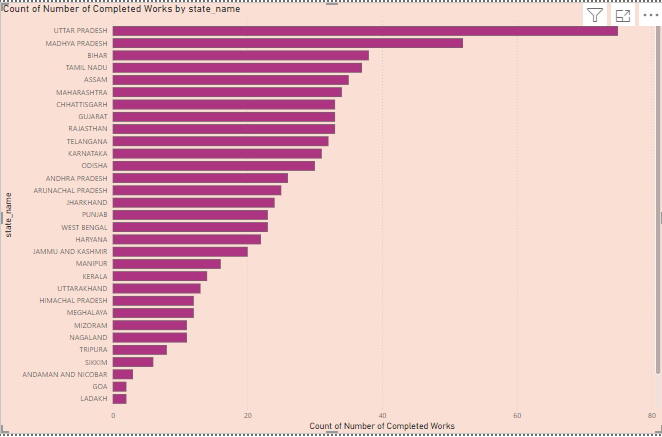 Count of Number of Completed Works by state_name
UTTAR PRADESH
MADHYA PRADESH
BIHAR
TAMIL NADU
ASSAM
MAHARASHTRA
CHHATTISGARH
GUJARAT
RAJASTHAN
TELANGANA
KARNATAKA
ODISHA
ANDHRA PRADESH
ARUNACHAL PRADESH
JHARKHAND
PUNJAB
WEST BENGAL
HARYANA
JAMMU AND KASHMIR
MANIPUR
KERALA
UTTARAKHAND
HIMACHAL PRADESH
MEGHALAYA
MIZORAM
NAGALAND
TRIPURA
SIKKIM
ANDAMAN AND NICOBAR
GOA
LADAKH
state_name
0 20 40 60 80
Count of Number of Completed Works